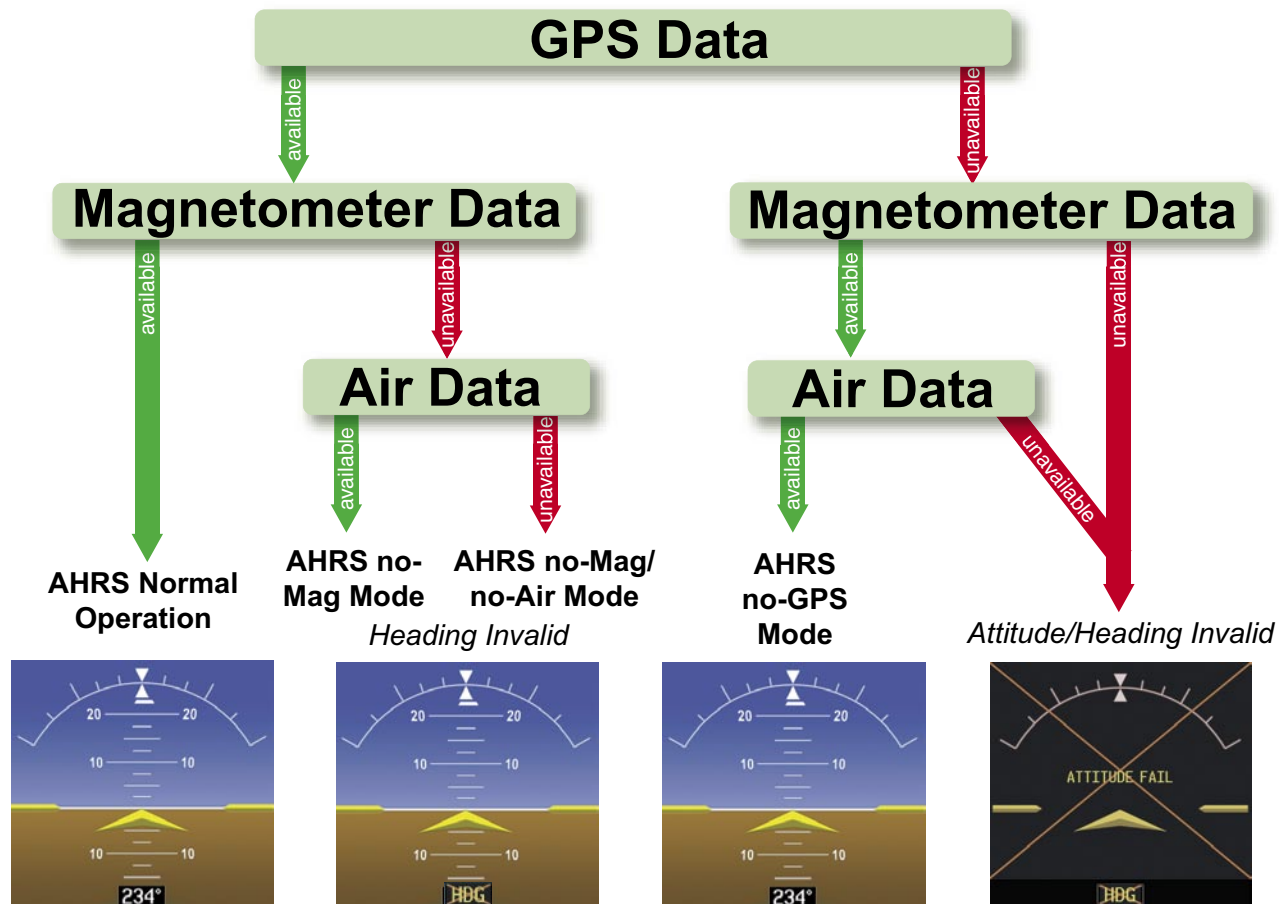 GPS Data
available
unavailable
Magnetometer Data
Magnetometer Data
available
unavailable
available
unavailable
Air Data
Air Data
available
unavailable
available
unavailable
AHRS Normal
Operation
AHRS no-
Mag Mode
AHRS no-Mag/
no-Air Mode
Heading Invalid
AHRS
no-GPS
Mode
Attitude/Heading Invalid
20 20
10 10
10 10
234°
20 20
10 10
10 10
HDG
20 20
10 10
10 10
234°
ATTITUDE FAIL
HDG